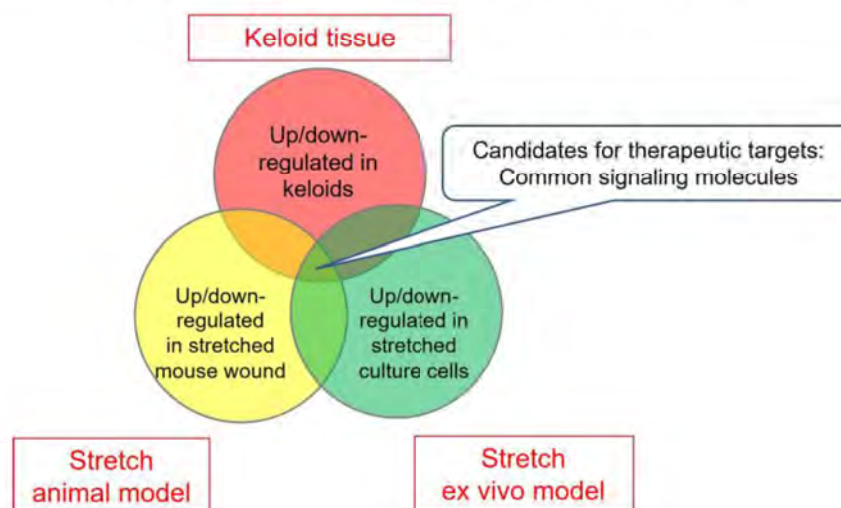 Keloid tissue
Up/down-
regulated in
keloids
Candidates for therapeutic targets:
Common signaling molecules
Up/down-
regulated
in stretched
mouse wound
Up/down-
regulated in
stretched
culture cells
Stretch
animal model
Stretch
ex vivo model